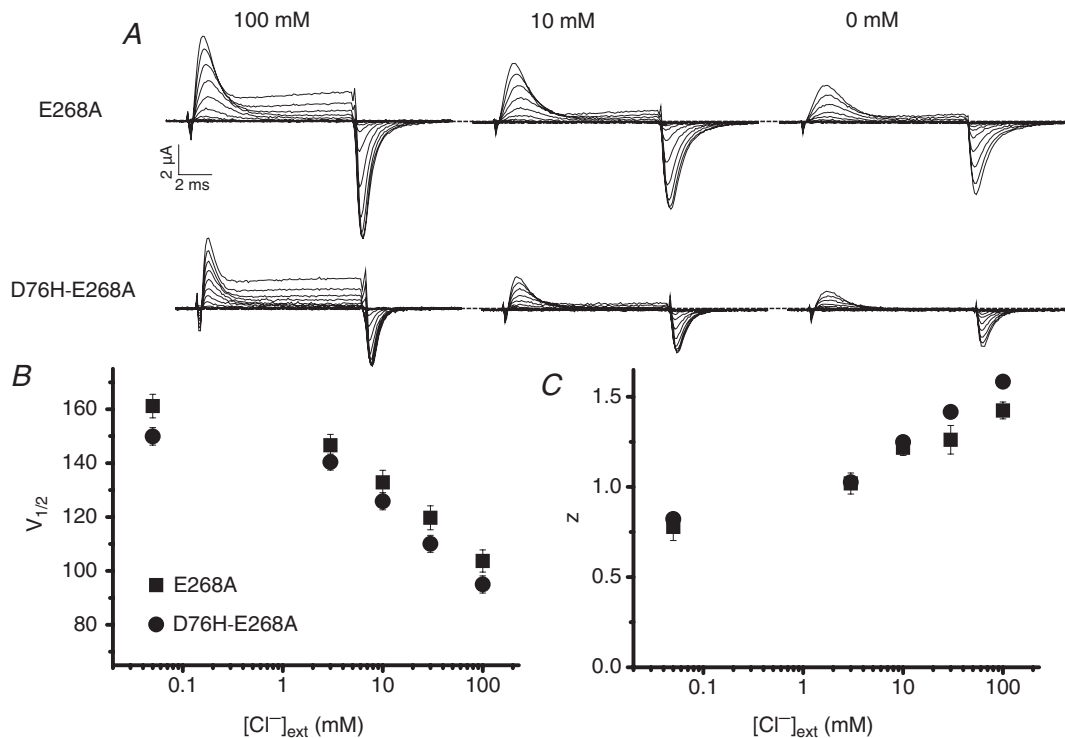 A
100 mM
10 mM
0 mM
E268A
2 µA
2 ms
D76H-E268A
B
160
140
120
100
80
V1/2
E268A
D76H-E268A
0.1
1
10
100
[Cl⁻]ext (mM)
C
1.5
1.0
0.5
0.0
z
0.1
1
10
100
[Cl⁻]ext (mM)